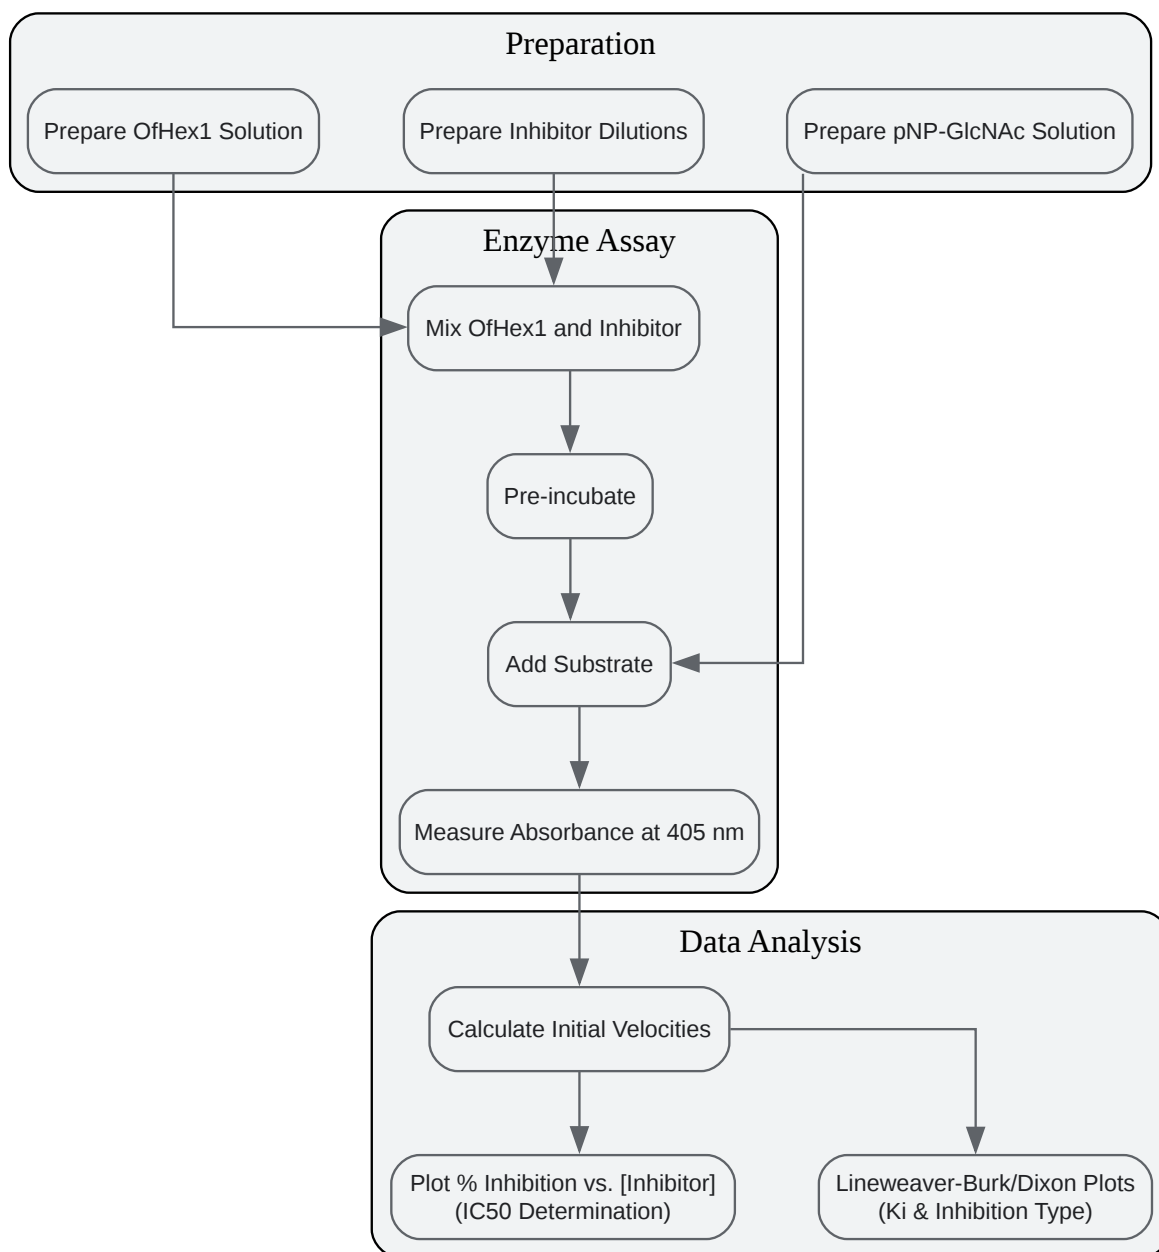 Preparation
Prepare OfHex1 Solution
Prepare Inhibitor Dilutions
Prepare pNP-GlcNAc Solution
Enzyme Assay
Mix OfHex1 and Inhibitor
Pre-incubate
Add Substrate
Measure Absorbance at 405 nm
Data Analysis
Calculate Initial Velocities
Plot % Inhibition vs. [Inhibitor]
(IC50 Determination)
Lineweaver-Burk/Dixon Plots
(Ki & Inhibition Type)